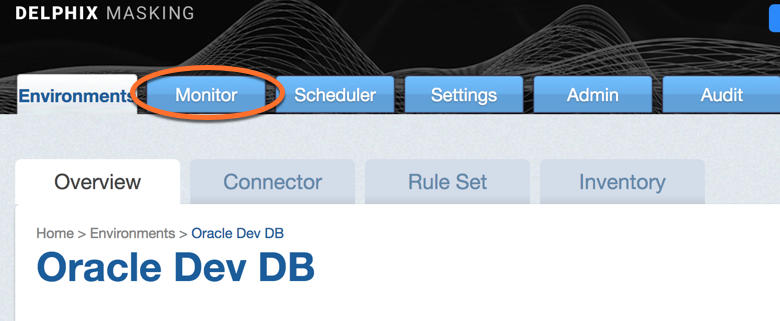 DELPHIX MASKING
Environments Monitor Scheduler Settings Admin Audit
Overview Connector Rule Set Inventory
Home > Environments > Oracle Dev DB
Oracle Dev DB